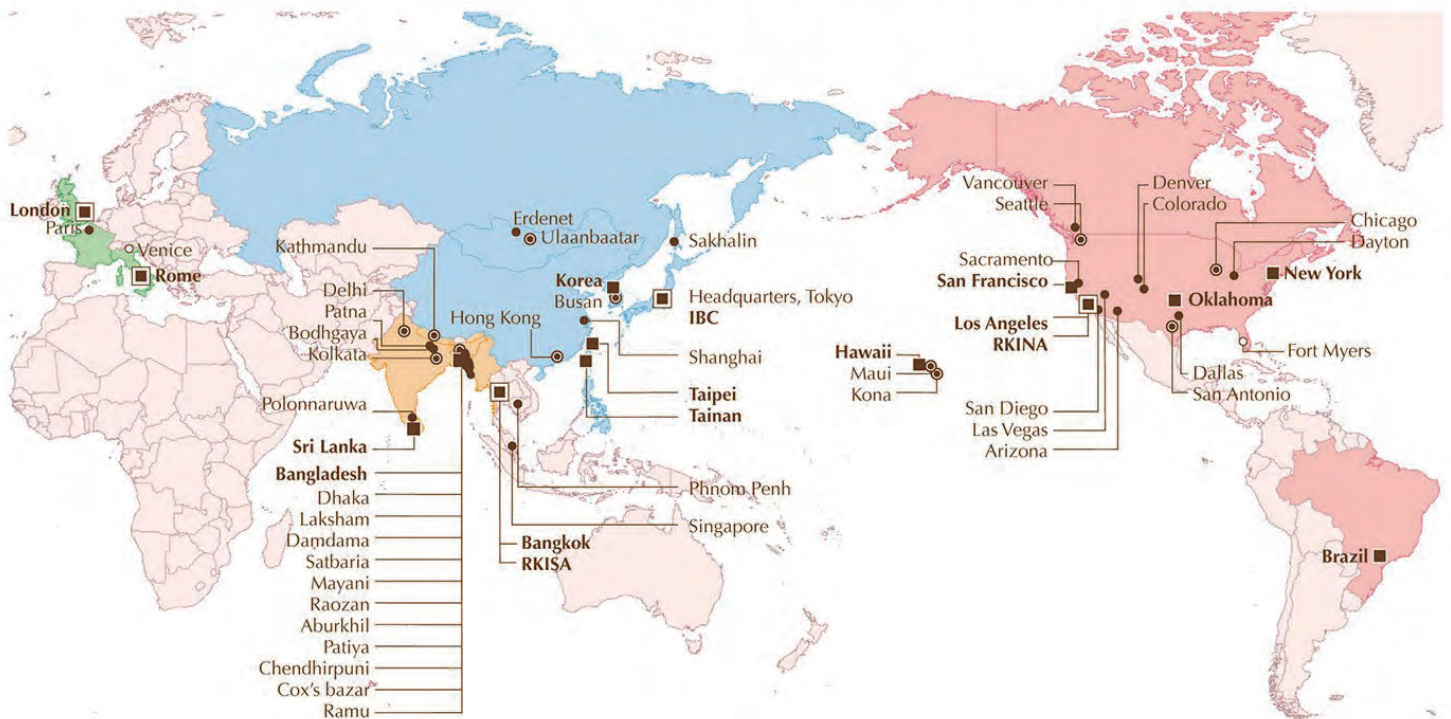 London
Paris
Venice
Rome
Kathmandu
Delhi
Patna
Bodhgaya
Kolkata
Polonnaruwa
Sri Lanka
Bangladesh
Dhaka
Laksham
Damdama
Satbaria
Mayani
Raozan
Aburkhil
Patiya
Chendhirpuni
Cox's bazar
Ramu
Erdenet
Ulaanbaatar
Sakhalin
Korea
Busan
Headquarters, Tokyo
IBC
Hong Kong
Shanghai
Taipei
Tainan
Phnom Penh
Singapore
Bangkok
RKISA
Hawaii
Maui
Kona
Vancouver
Seattle
Denver
Colorado
Chicago
Dayton
Sacramento
San Francisco
New York
Oklahoma
Los Angeles
RKINA
Fort Myers
Dallas
San Antonio
San Diego
Las Vegas
Arizona
Brazil